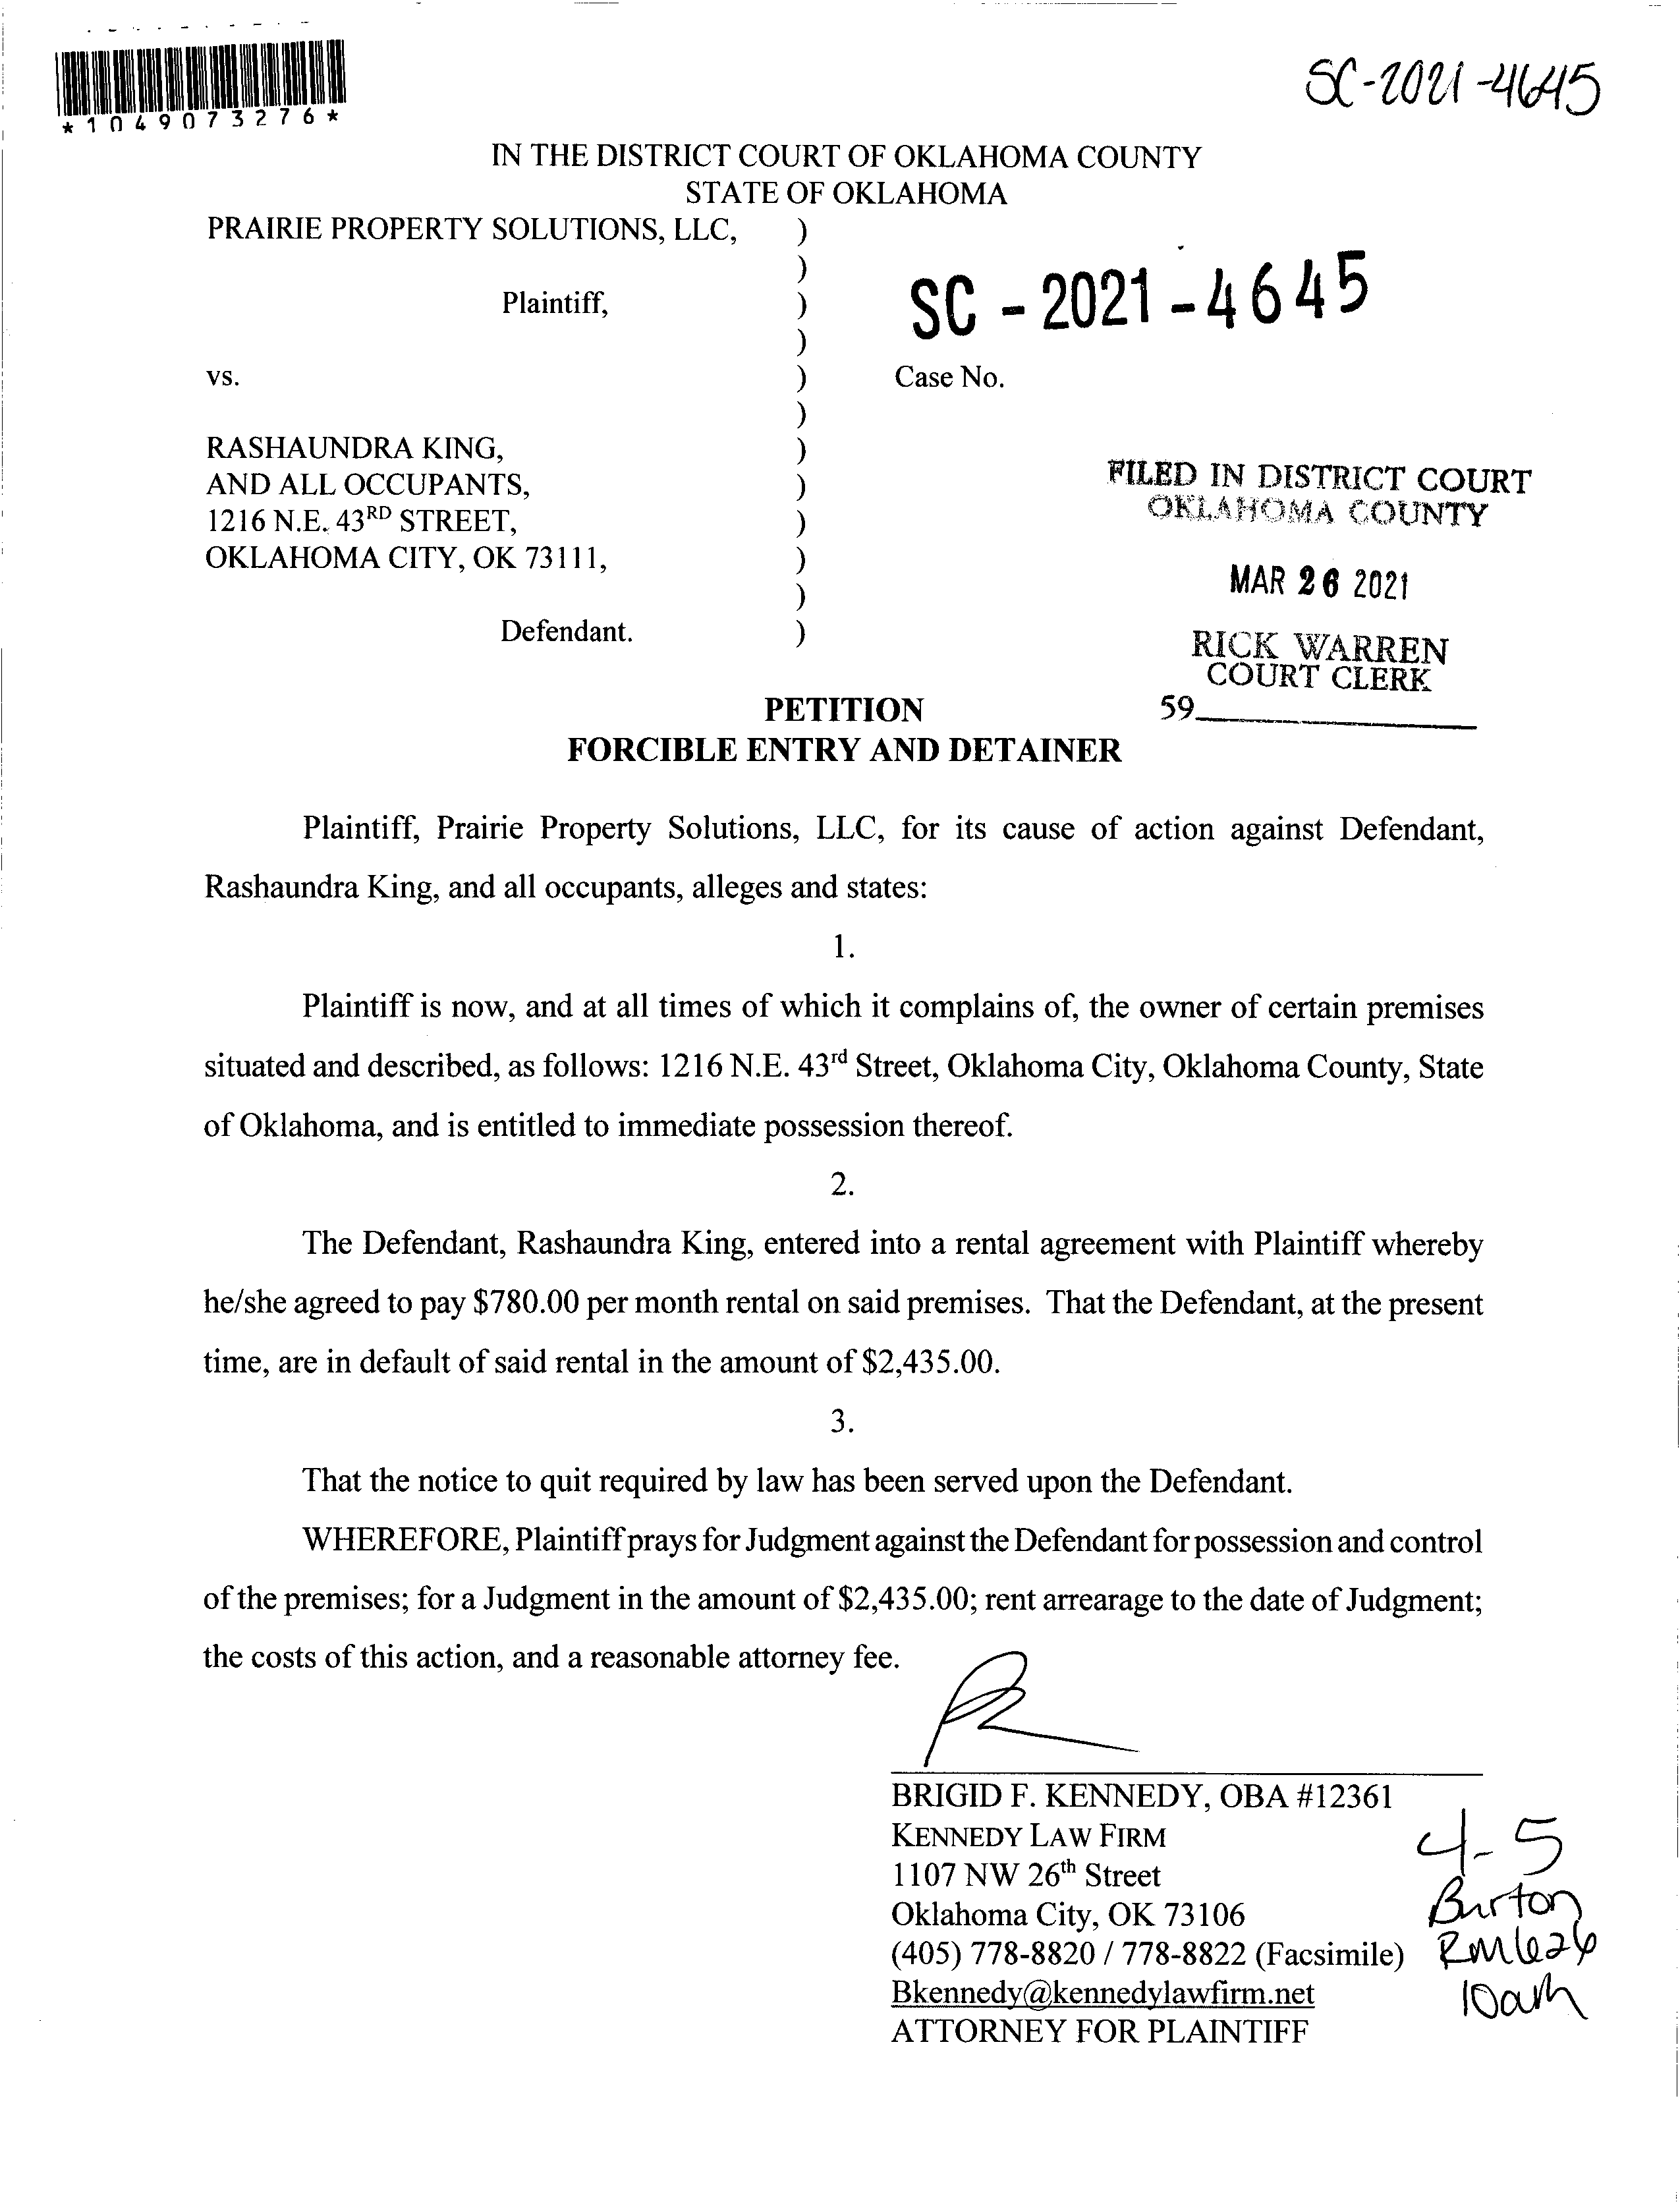 *1049073276*
SC-2021-4645
IN THE DISTRICT COURT OF OKLAHOMA COUNTY
STATE OF OKLAHOMA
PRAIRIE PROPERTY SOLUTIONS, LLC, )
)
Plaintiff, )
SC - 2021 - 4645
)
vs. ) Case No.
)
RASHAUNDRA KING, )
AND ALL OCCUPANTS, )
1216 N.E. 43RD STREET, )
OKLAHOMA CITY, OK 73111, )
)
Defendant. )
FILED IN DISTRICT COURT
OKLAHOMA COUNTY
MAR 26 2021
RICK WARREN
COURT CLERK
59
PETITION
FORCIBLE ENTRY AND DETAINER
Plaintiff, Prairie Property Solutions, LLC, for its cause of action against Defendant,
Rashaundra King, and all occupants, alleges and states:
1.
Plaintiff is now, and at all times of which it complains of, the owner of certain premises
situated and described, as follows: 1216 N.E. 43rd Street, Oklahoma City, Oklahoma County, State
of Oklahoma, and is entitled to immediate possession thereof.
2.
The Defendant, Rashaundra King, entered into a rental agreement with Plaintiff whereby
he/she agreed to pay $780.00 per month rental on said premises. That the Defendant, at the present
time, are in default of said rental in the amount of $2,435.00.
3.
That the notice to quit required by law has been served upon the Defendant.
WHEREFORE, Plaintiff prays for Judgment against the Defendant for possession and control
of the premises; for a Judgment in the amount of $2,435.00; rent arrearage to the date of Judgment;
the costs of this action, and a reasonable attorney fee.
BRIGID F. KENNEDY, OBA #12361
KENNEDY LAW FIRM
1107 NW 26th Street
Oklahoma City, OK 73106
(405) 778-8820 / 778-8822 (Facsimile)
Bkennedy@kennedylawfirm.net
ATTORNEY FOR PLAINTIFF
4-5
Burton
Rm 626
10am